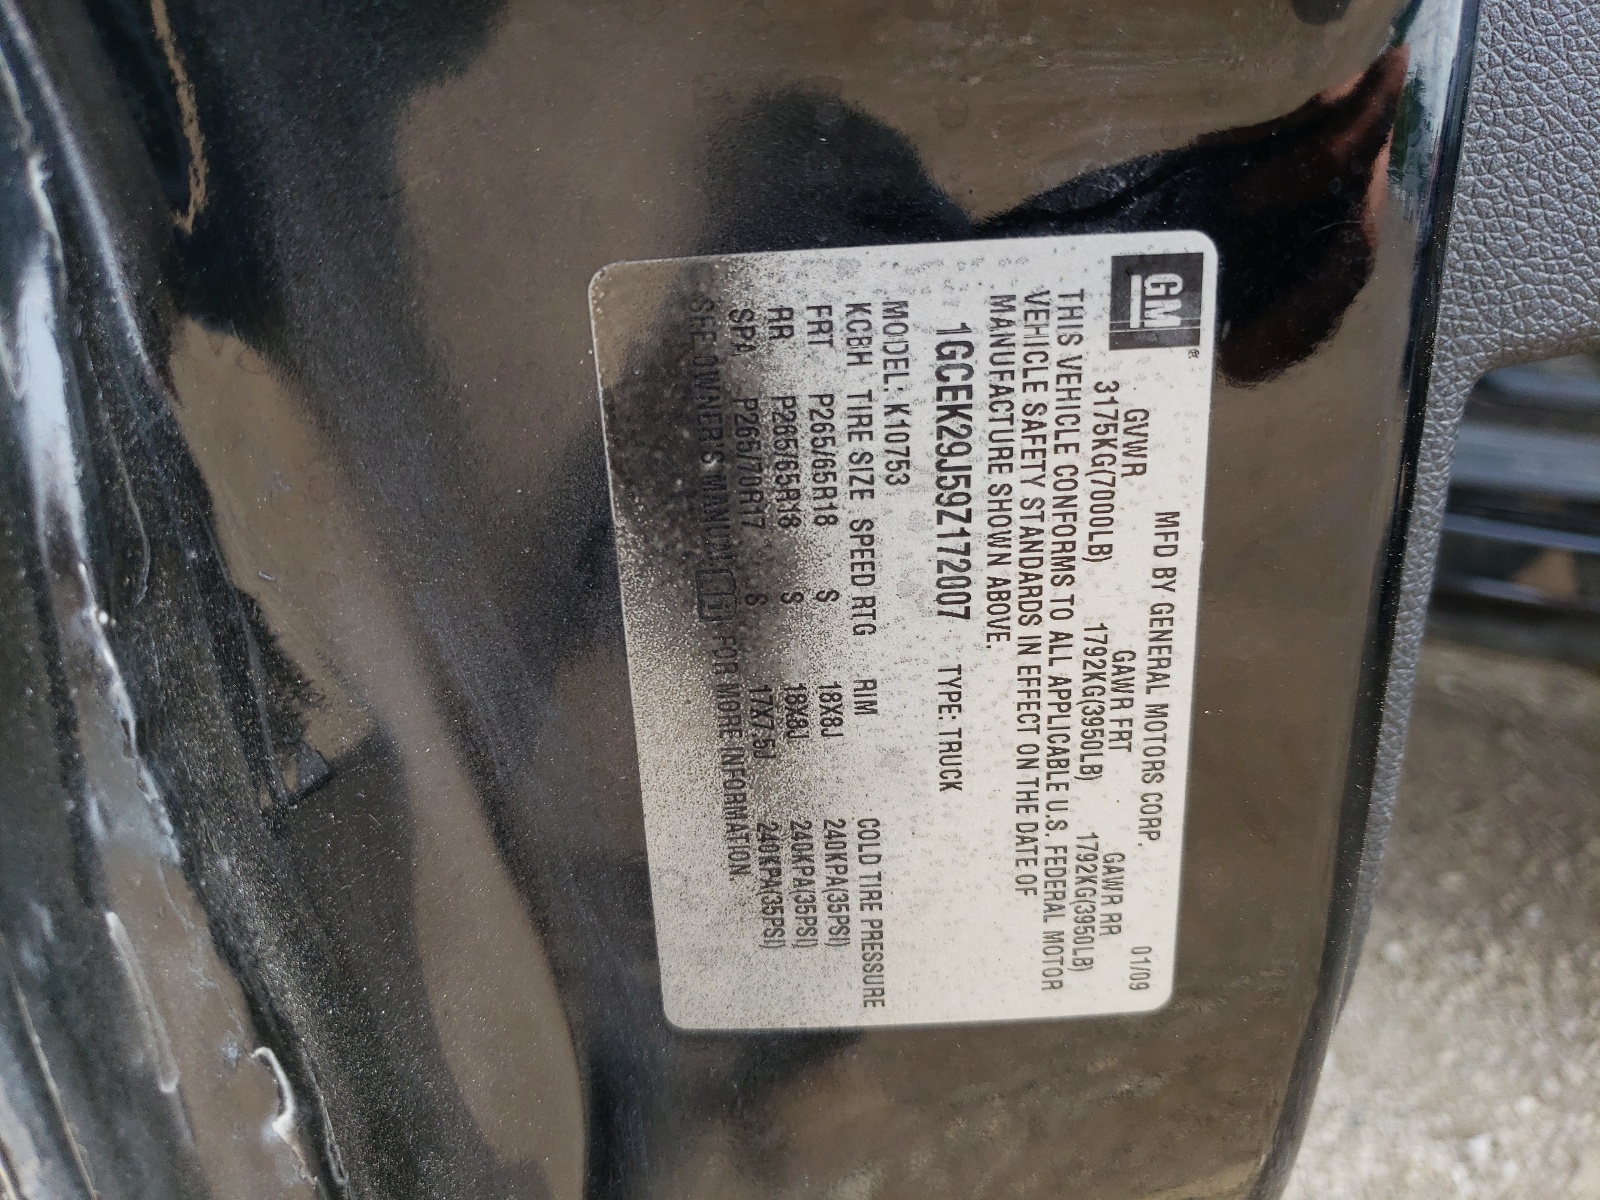 GM
MFD BY GENERAL MOTORS CORP. 01/09
GVWR GAWR FRT GAWR RR
3175KG(7000LB) 1792KG(3950LB) 1792KG(3950LB)
THIS VEHICLE CONFORMS TO ALL APPLICABLE U.S. FEDERAL MOTOR
VEHICLE SAFETY STANDARDS IN EFFECT ON THE DATE OF
MANUFACTURE SHOWN ABOVE.
1GCEK29J59Z172007 TYPE: TRUCK
MODEL: K10753
KCBH TIRE SIZE SPEED RTG RIM COLD TIRE PRESSURE
FRT P265/65R18 S 18X8J 240KPA(35PSI)
RR P265/65R18 S 18X8J 240KPA(35PSI)
SPA P265/70R17 S 17X7.5J 240KPA(35PSI)
SEE OWNER'S MANUAL FOR MORE INFORMATION